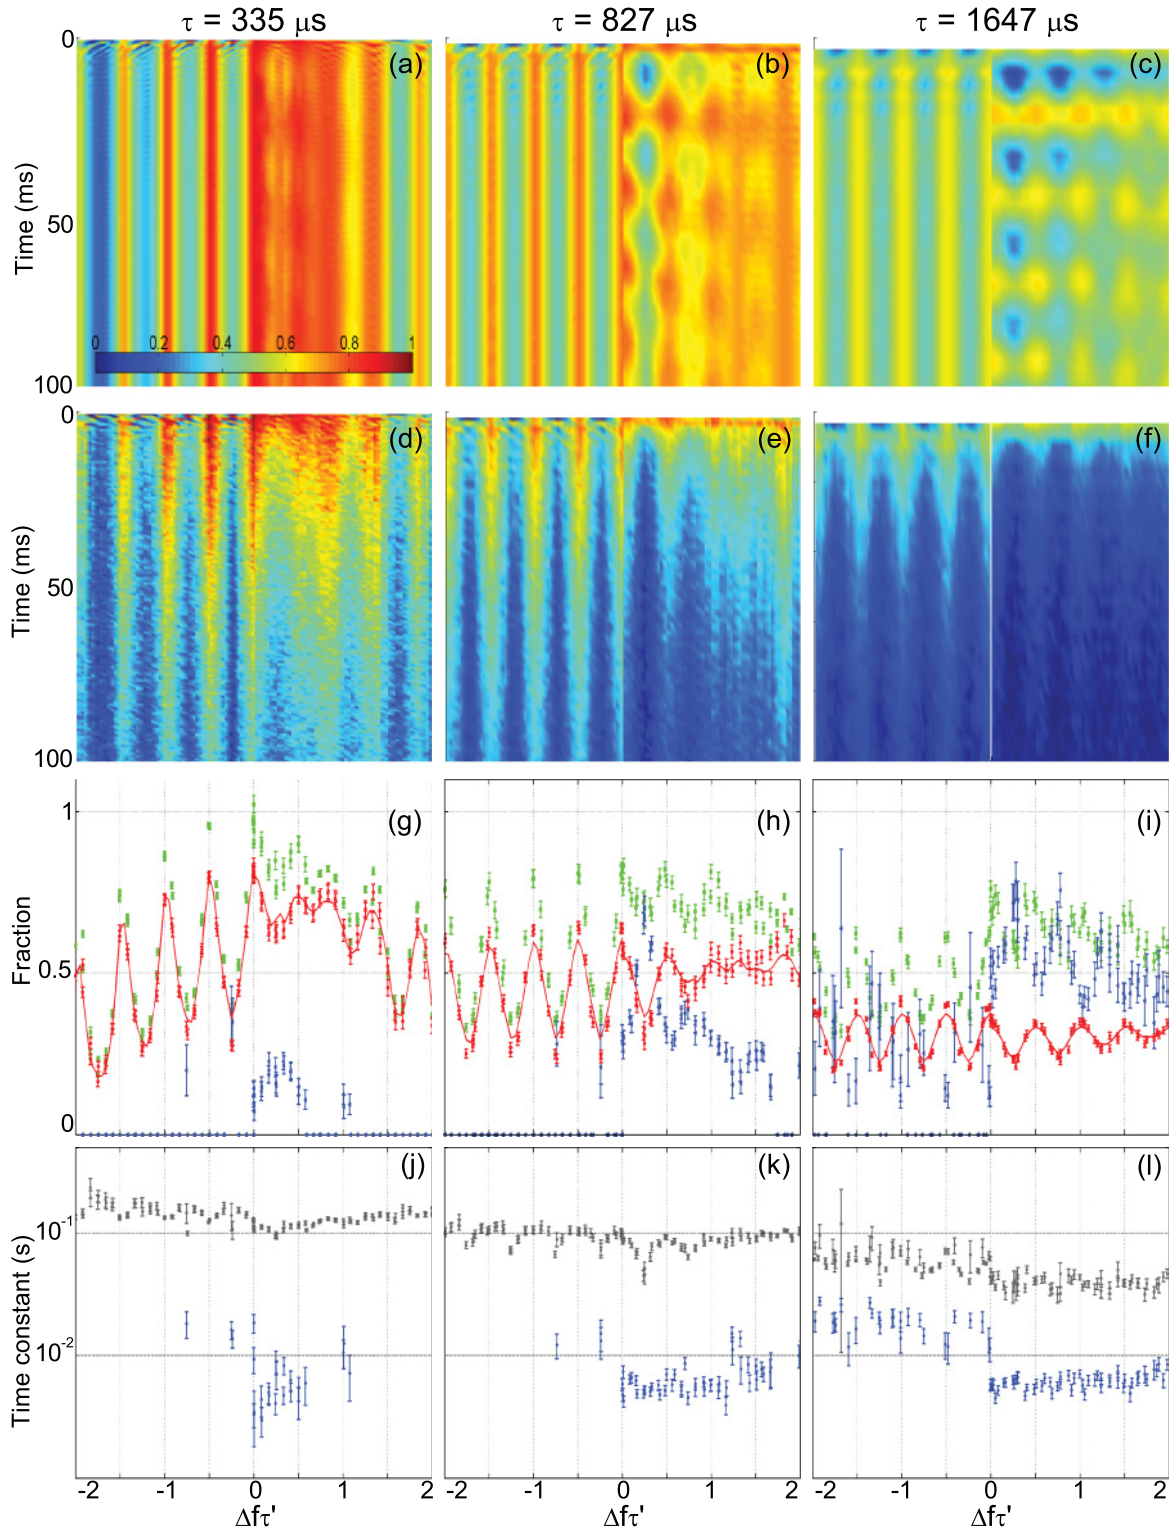 τ = 335 μs
τ = 827 μs
τ = 1647 μs
0
(a)
(b)
(c)
Time (ms)
50
0
0.2
0.4
0.6
0.8
1
100
0
(d)
(e)
(f)
Time (ms)
50
100
1
(g)
(h)
(i)
Fraction
0.5
0
(j)
(k)
(l)
10⁻¹
Time constant (s)
10⁻²
-2
-1
0
1
2
-2
-1
0
1
2
-2
-1
0
1
2
Δfτ'
Δfτ'
Δfτ'